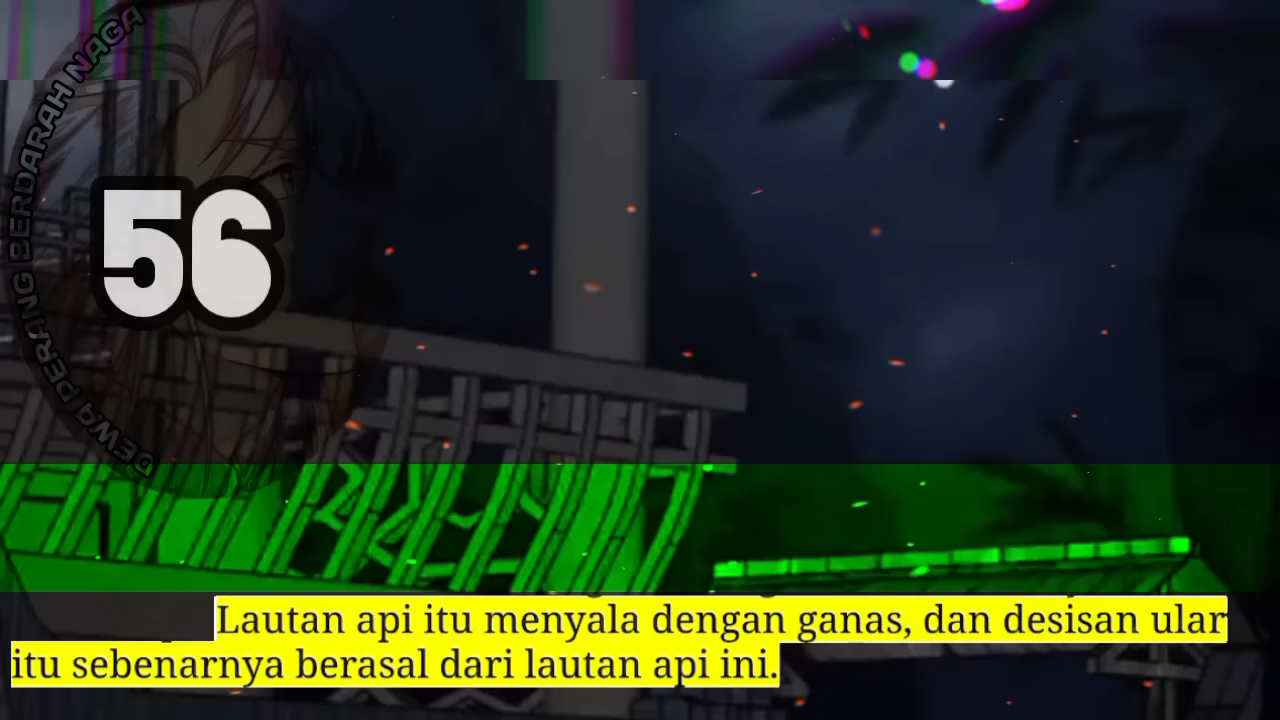 DEWA PERANG BERDARAH NAGA
56
Lautan api itu menyala dengan ganas, dan desisan ular
itu sebenarnya berasal dari lautan api ini.